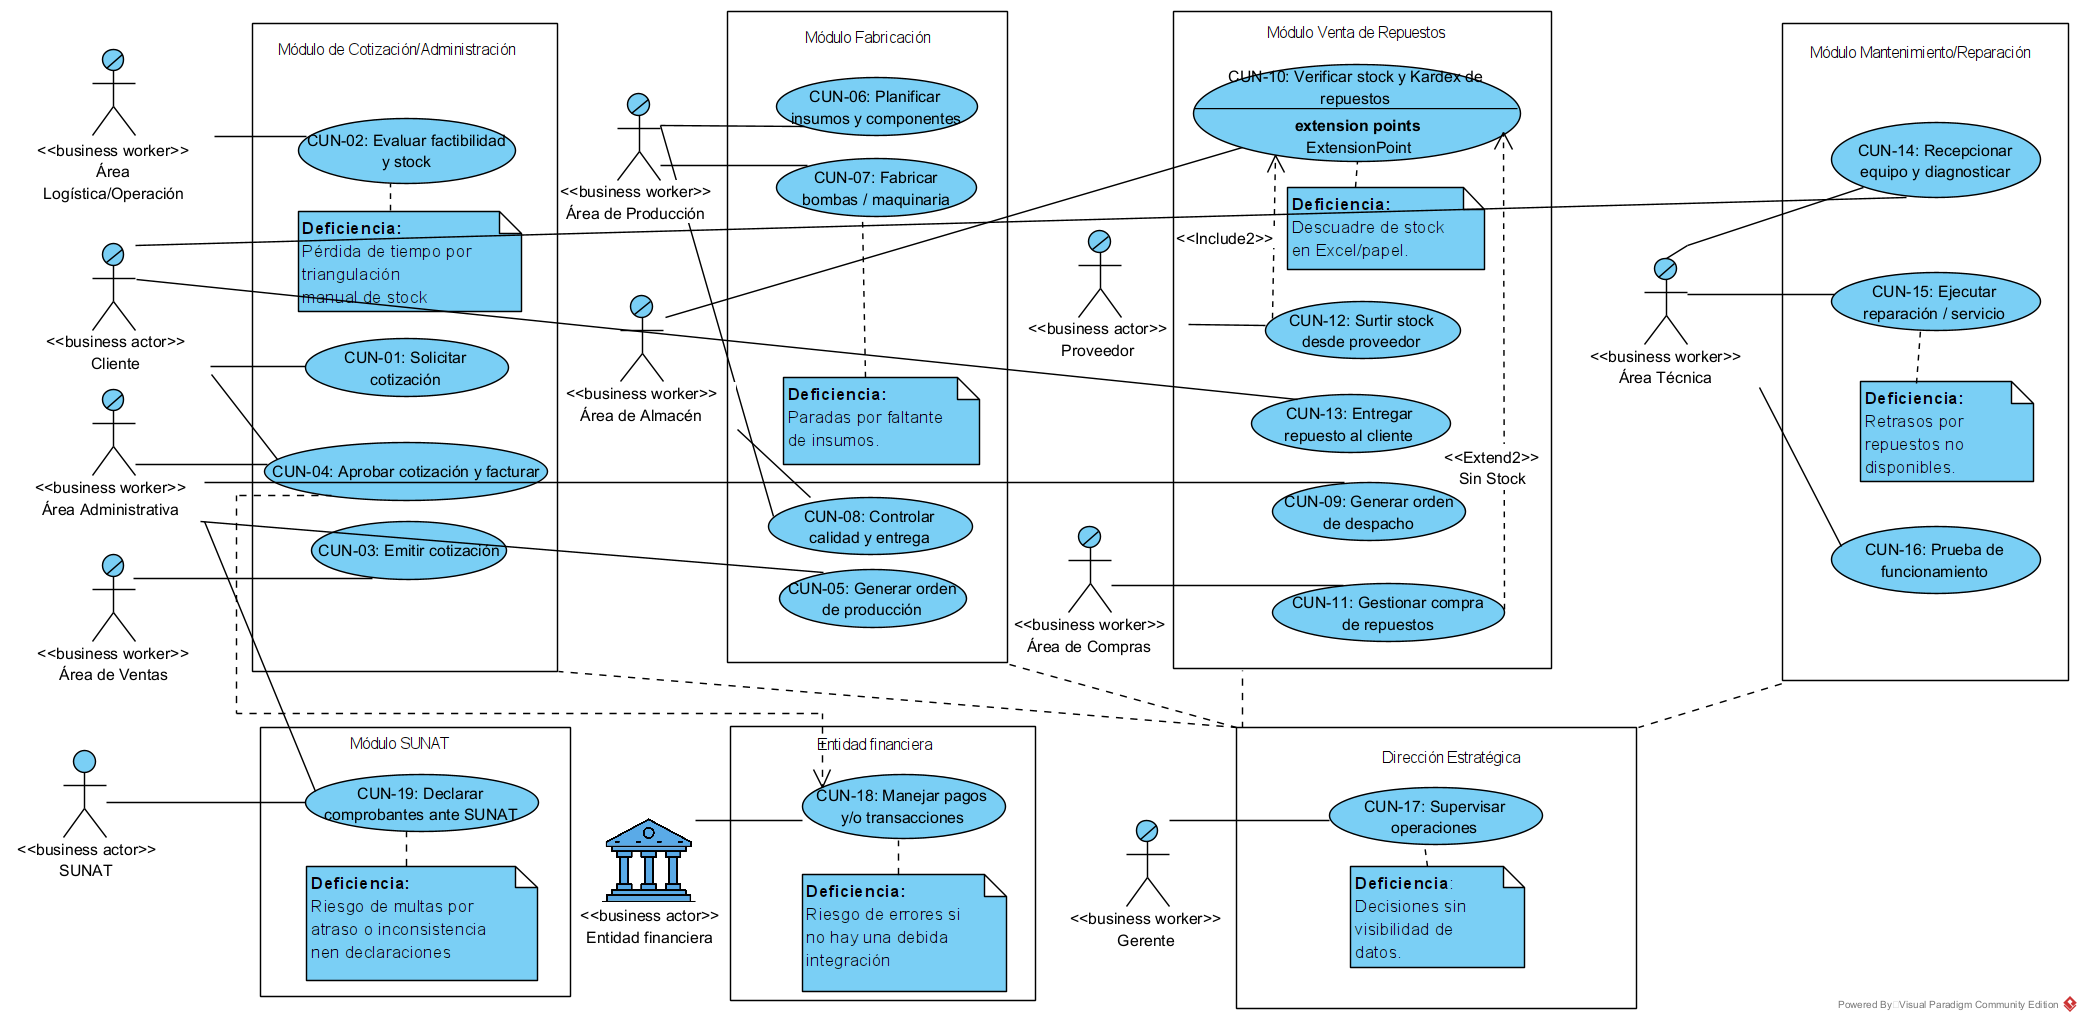 Módulo de Cotización/Administración
<<business worker>>
Área
Logística/Operación
CUN-02: Evaluar factibilidad
y stock
Deficiencia:
Pérdida de tiempo por
triangulación
manual de stock
<<business actor>>
Cliente
CUN-01: Solicitar
cotización
<<business worker>>
Área Administrativa
CUN-04: Aprobar cotización y facturar
CUN-03: Emitir cotización
<<business worker>>
Área de Ventas
Módulo Fabricación
CUN-06: Planificar
insumos y componentes
<<business worker>>
Área de Producción
CUN-07: Fabricar
bombas / maquinaria
<<business worker>>
Área de Almacén
Deficiencia:
Paradas por faltante
de insumos.
CUN-08: Controlar
calidad y entrega
CUN-05: Generar orden
de producción
Módulo Venta de Repuestos
CUN-10: Verificar stock y Kardex de
repuestos
extension points
ExtensionPoint
Deficiencia:
Descuadre de stock
en Excel/papel.
<<Include2>>
<<business actor>>
Proveedor
CUN-12: Surtir stock
desde proveedor
CUN-13: Entregar
repuesto al cliente
<<Extend2>>
Sin Stock
CUN-09: Generar orden
de despacho
<<business worker>>
Área de Compras
CUN-11: Gestionar compra
de repuestos
Módulo Mantenimiento/Reparación
CUN-14: Recepcionar
equipo y diagnosticar
<<business worker>>
Área Técnica
CUN-15: Ejecutar
reparación / servicio
Deficiencia:
Retrasos por
repuestos no
disponibles.
CUN-16: Prueba de
funcionamiento
Módulo SUNAT
<<business actor>>
SUNAT
CUN-19: Declarar
comprobantes ante SUNAT
Deficiencia:
Riesgo de multas por
atraso o inconsistencia
nen declaraciones
Entidad financiera
<<business actor>>
Entidad financiera
CUN-18: Manejar pagos
y/o transacciones
Deficiencia:
Riesgo de errores si
no hay una debida
integración
Dirección Estratégica
<<business worker>>
Gerente
CUN-17: Supervisar
operaciones
Deficiencia:
Decisiones sin
visibilidad de
datos.
Powered By Visual Paradigm Community Edition